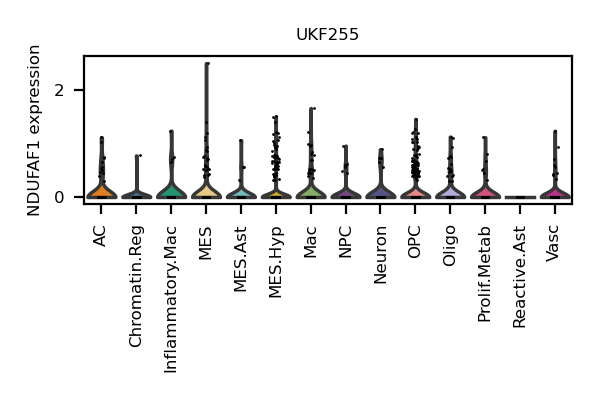 UKF255
NDUFAF1 expression
2
0
AC
Chromatin.Reg
Inflammatory.Mac
MES
MES.Ast
MES.Hyp
Mac
NPC
Neuron
OPC
Oligo
Prolif.Metab
Reactive.Ast
Vasc